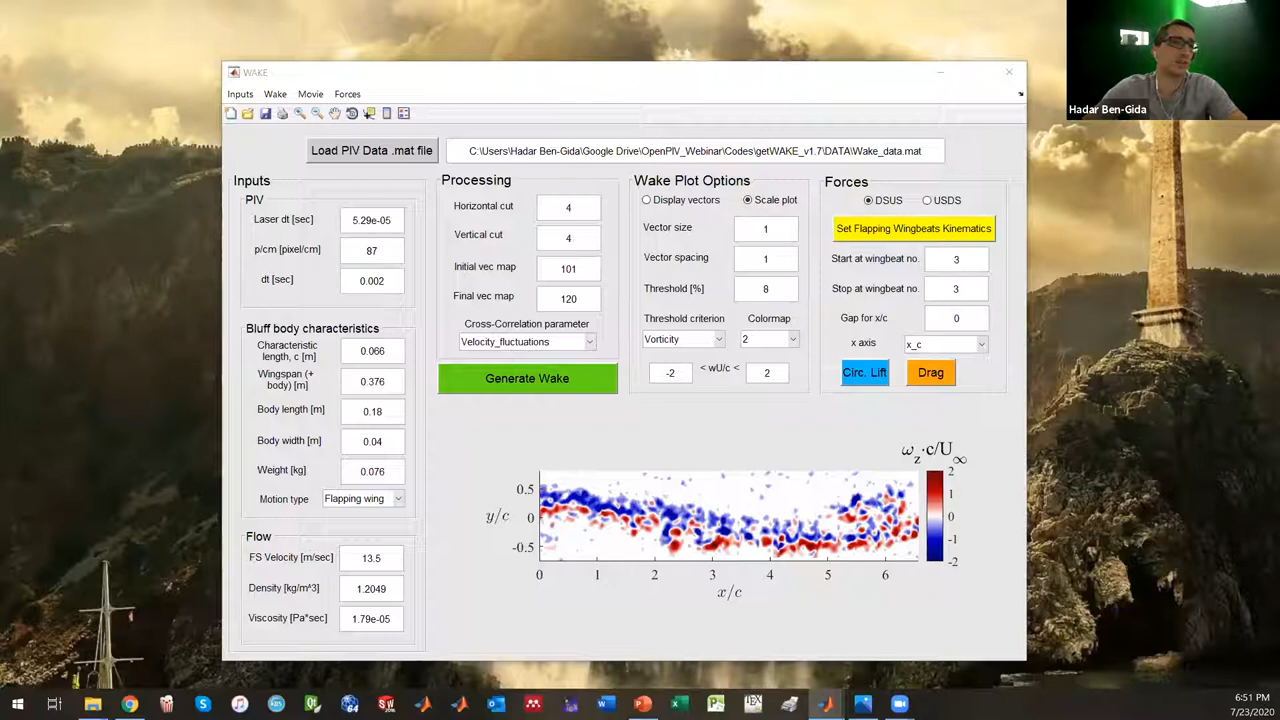 WAKE
Hadar Ben-Gida
Inputs Wake Movie Forces
Load PIV Data .mat file C:\Users\Hadar Ben-Gida\Google Drive\OpenPIV_Webinar\Codes\getWAKE_v1.7\DATA\Wake_data.mat
Inputs
PIV
Laser dt [sec] 5.29e-05
p/cm [pixel/cm] 87
dt [sec] 0.002
Bluff body characteristics
Characteristic
length, c [m] 0.066
Wingspan (+
body) [m] 0.376
Body length [m] 0.18
Body width [m] 0.04
Weight [kg] 0.076
Motion type Flapping wing
Flow
FS Velocity [m/sec] 13.5
Density [kg/m^3] 1.2049
Viscosity [Pa*sec] 1.79e-05
Processing
Horizontal cut 4
Vertical cut 4
Initial vec map 101
Final vec map 120
Cross-Correlation parameter
Velocity_fluctuations
Generate Wake
Wake Plot Options
Display vectors Scale plot
Vector size 1
Vector spacing 1
Threshold [%] 8
Threshold criterion Colormap
Vorticity 2
-2 < wU/c < 2
Forces
DSUS USDS
Set Flapping Wingbeats Kinematics
Start at wingbeat no. 3
Stop at wingbeat no. 3
Gap for x/c 0
x axis x_c
Circ. Lift Drag
ω_z·c/U_∞
2
1
0
-1
-2
y/c
0.5
0
-0.5
0 1 2 3 4 5 6
x/c
6:51 PM
7/23/2020